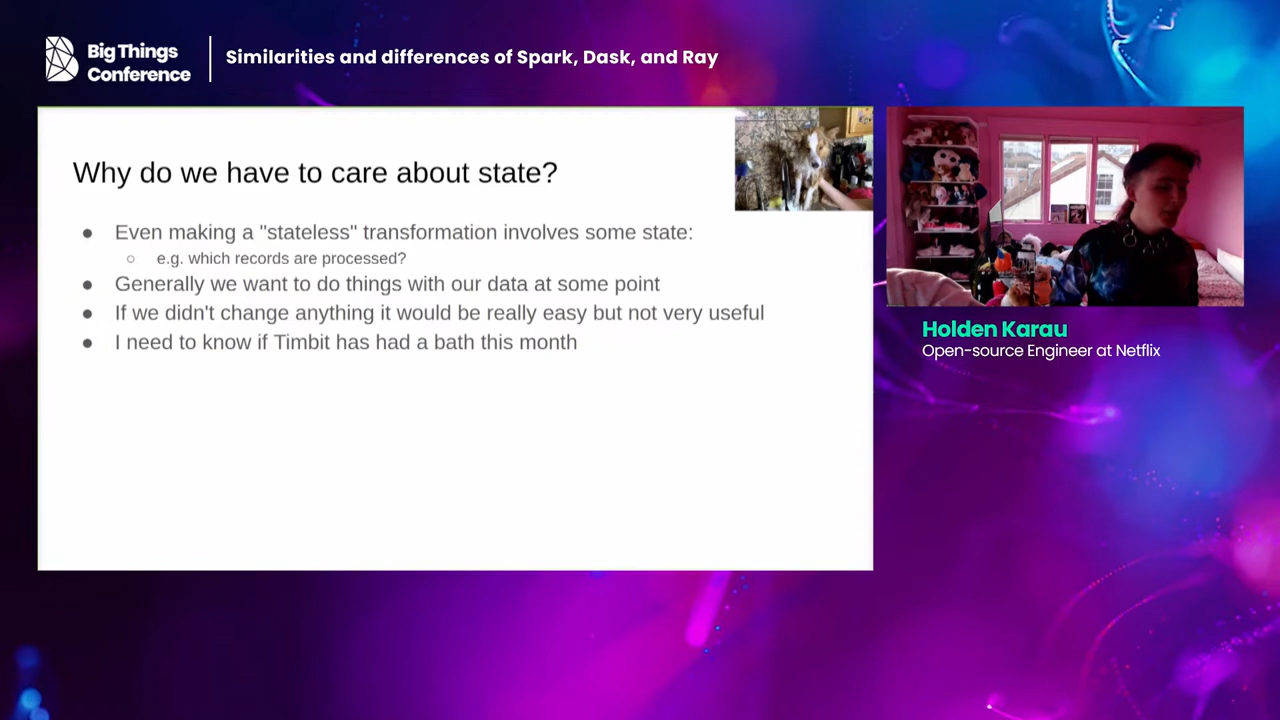 Big Things
Conference
Similarities and differences of Spark, Dask, and Ray
Why do we have to care about state?
● Even making a "stateless" transformation involves some state:
○ e.g. which records are processed?
● Generally we want to do things with our data at some point
● If we didn't change anything it would be really easy but not very useful
● I need to know if Timbit has had a bath this month
Holden Karau
Open-source Engineer at Netflix